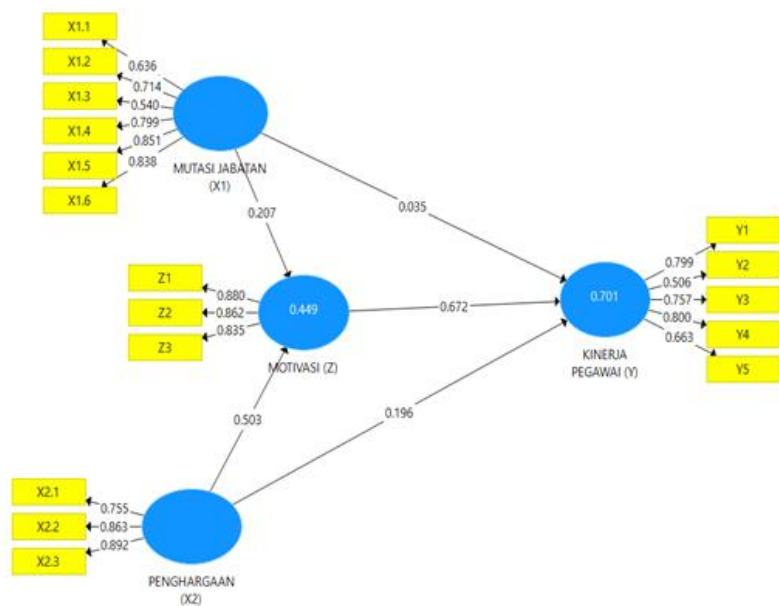 X1.1
X1.2
X1.3
X1.4
X1.5
X1.6
0.636
0.714
0.540
0.799
0.851
0.838
MUTASI JABATAN
(X1)
0.207
0.035
Z1
Z2
Z3
0.880
0.862
0.835
0.449
MOTIVASI (Z)
0.672
0.701
KINERJA
PEGAWAI (Y)
0.799
0.506
0.757
0.800
0.663
Y1
Y2
Y3
Y4
Y5
0.503
0.196
X2.1
X2.2
X2.3
0.755
0.863
0.892
PENGHARGAAN
(X2)